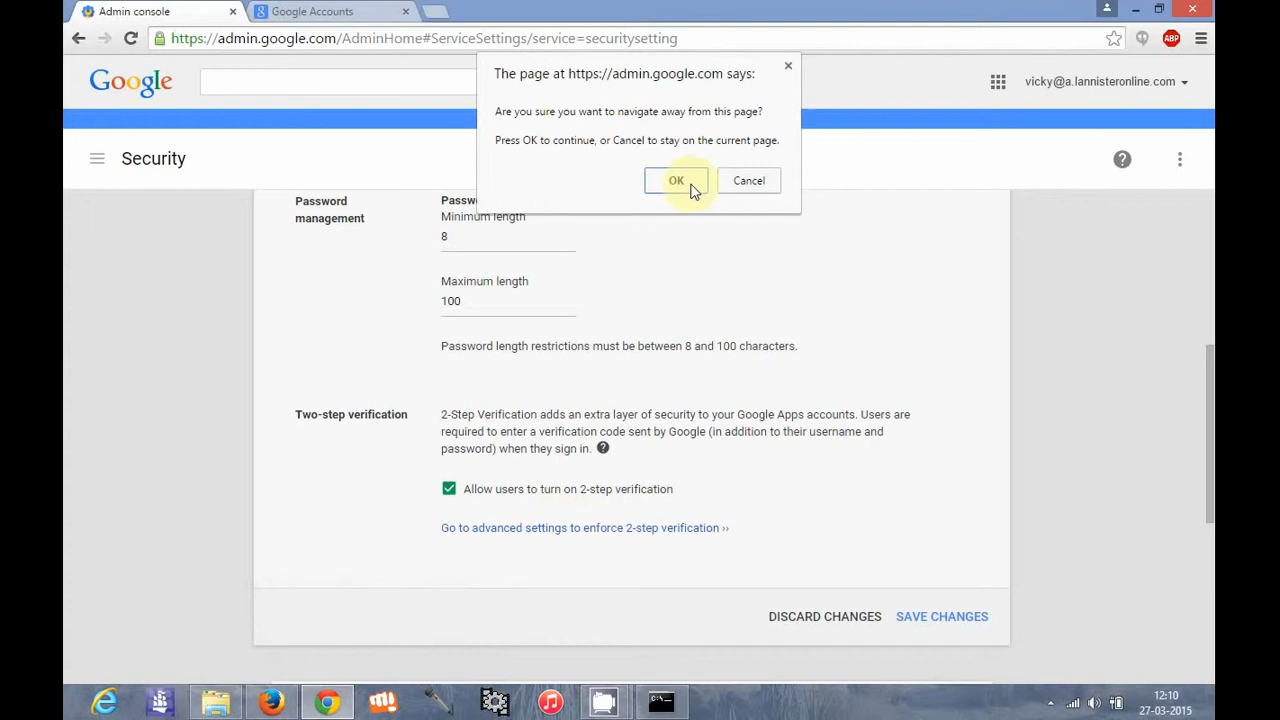 Admin console
Google Accounts
https://admin.google.com/AdminHome#ServiceSettings/service=securitysetting
ABP
Google
vicky@a.lannisteronline.com
The page at https://admin.google.com says:
Are you sure you want to navigate away from this page?
Press OK to continue, or Cancel to stay on the current page.
OK
Cancel
Security
Password management
Minimum length
8
Maximum length
100
Password length restrictions must be between 8 and 100 characters.
Two-step verification
2-Step Verification adds an extra layer of security to your Google Apps accounts. Users are
required to enter a verification code sent by Google (in addition to their username and
password) when they sign in.
Allow users to turn on 2-step verification
Go to advanced settings to enforce 2-step verification ››
DISCARD CHANGES
SAVE CHANGES
12:10
27-03-2015